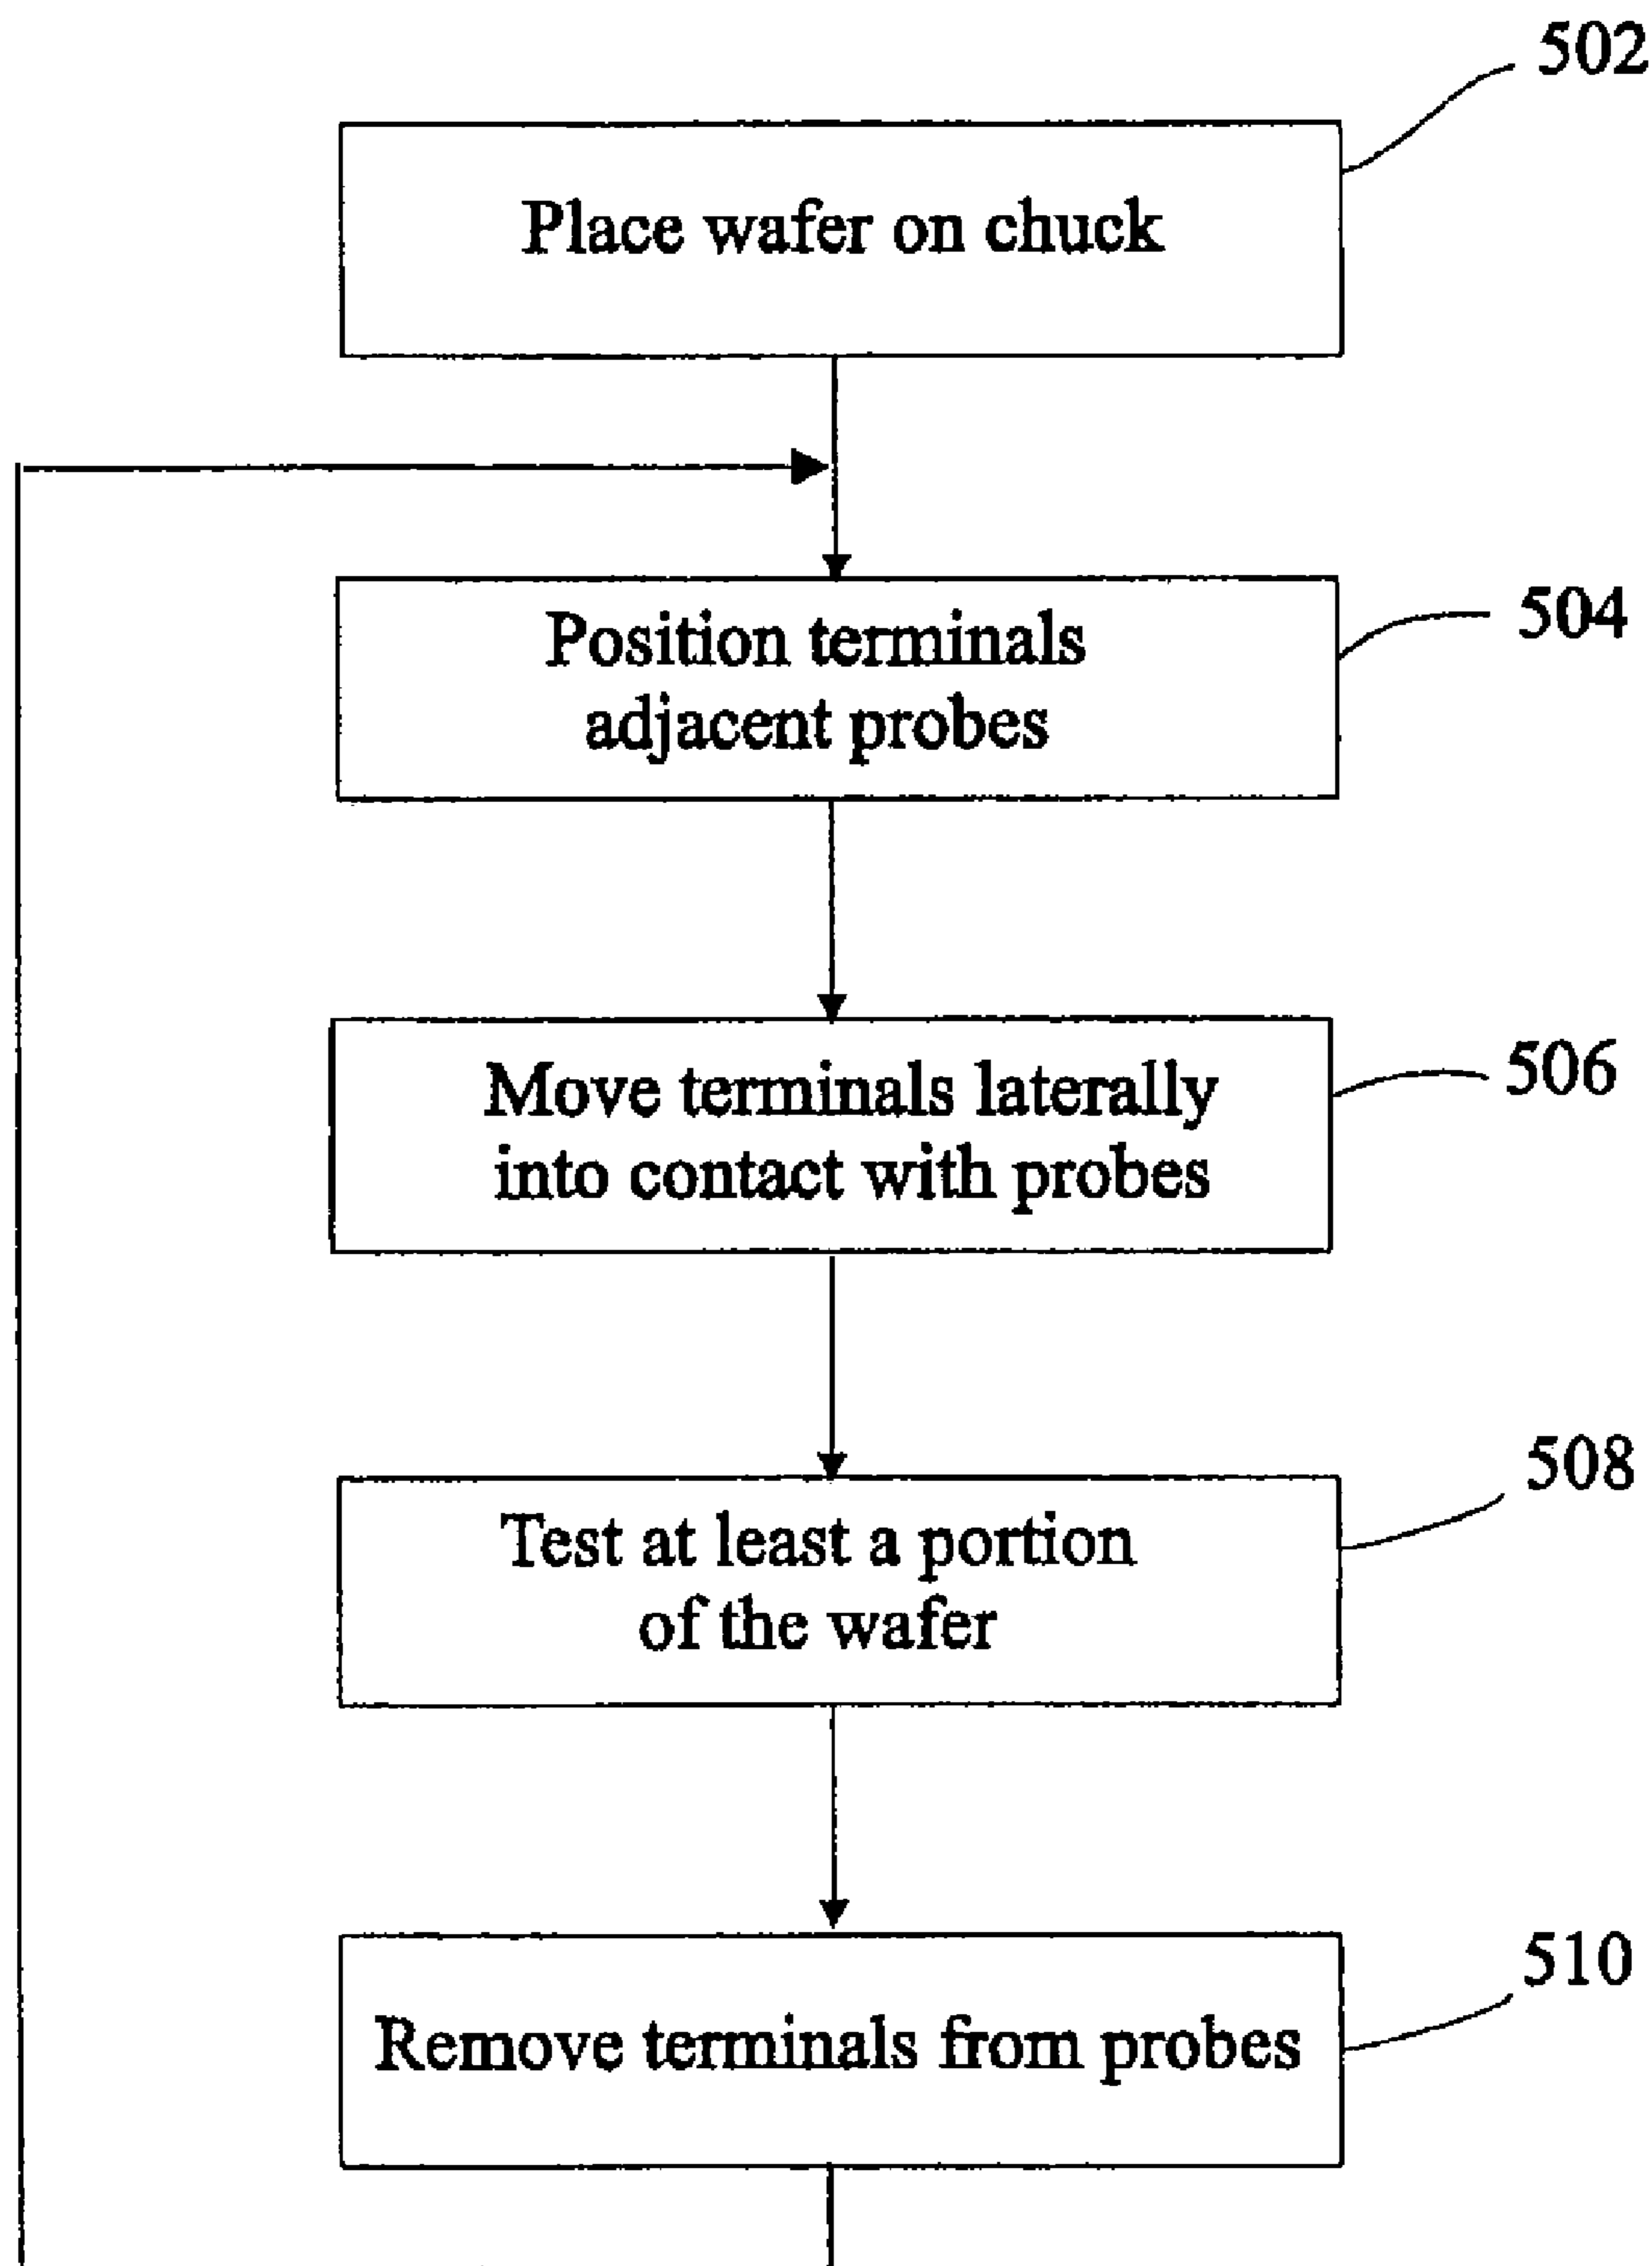 502
Place wafer on chuck
504
Position terminals
adjacent probes
506
Move terminals laterally
into contact with probes
508
Test at least a portion
of the wafer
510
Remove terminals from probes